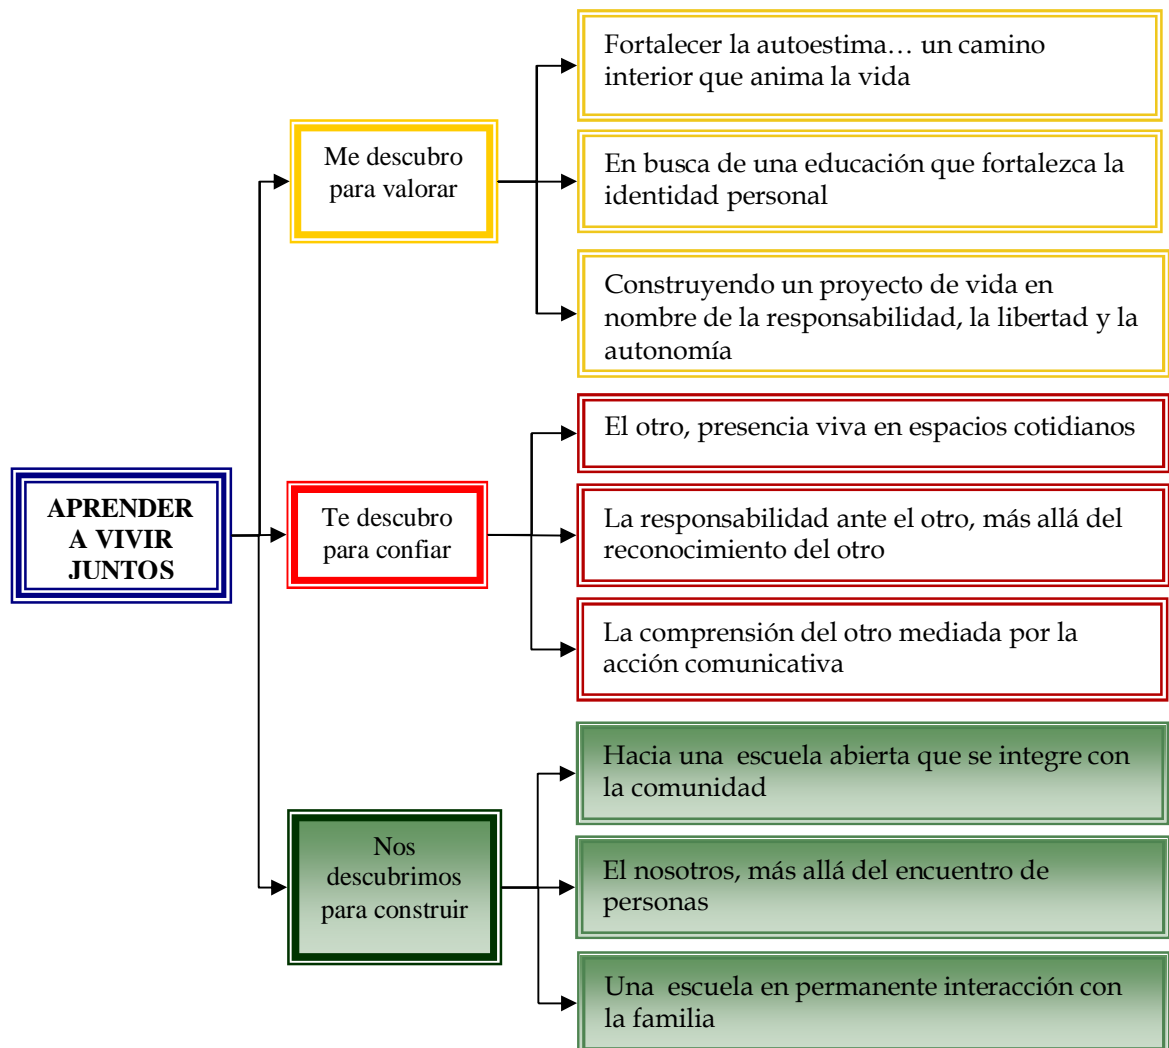 APRENDER
A VIVIR
JUNTOS
Me descubro
para valorar
Fortalecer la autoestima… un camino
interior que anima la vida
En busca de una educación que fortalezca la
identidad personal
Construyendo un proyecto de vida en
nombre de la responsabilidad, la libertad y la
autonomía
Te descubro
para confiar
El otro, presencia viva en espacios cotidianos
La responsabilidad ante el otro, más allá del
reconocimiento del otro
La comprensión del otro mediada por la
acción comunicativa
Nos
descubrimos
para construir
Hacia una  escuela abierta que se integre con
la comunidad
El nosotros, más allá del encuentro de
personas
Una  escuela en permanente interacción con
la familia